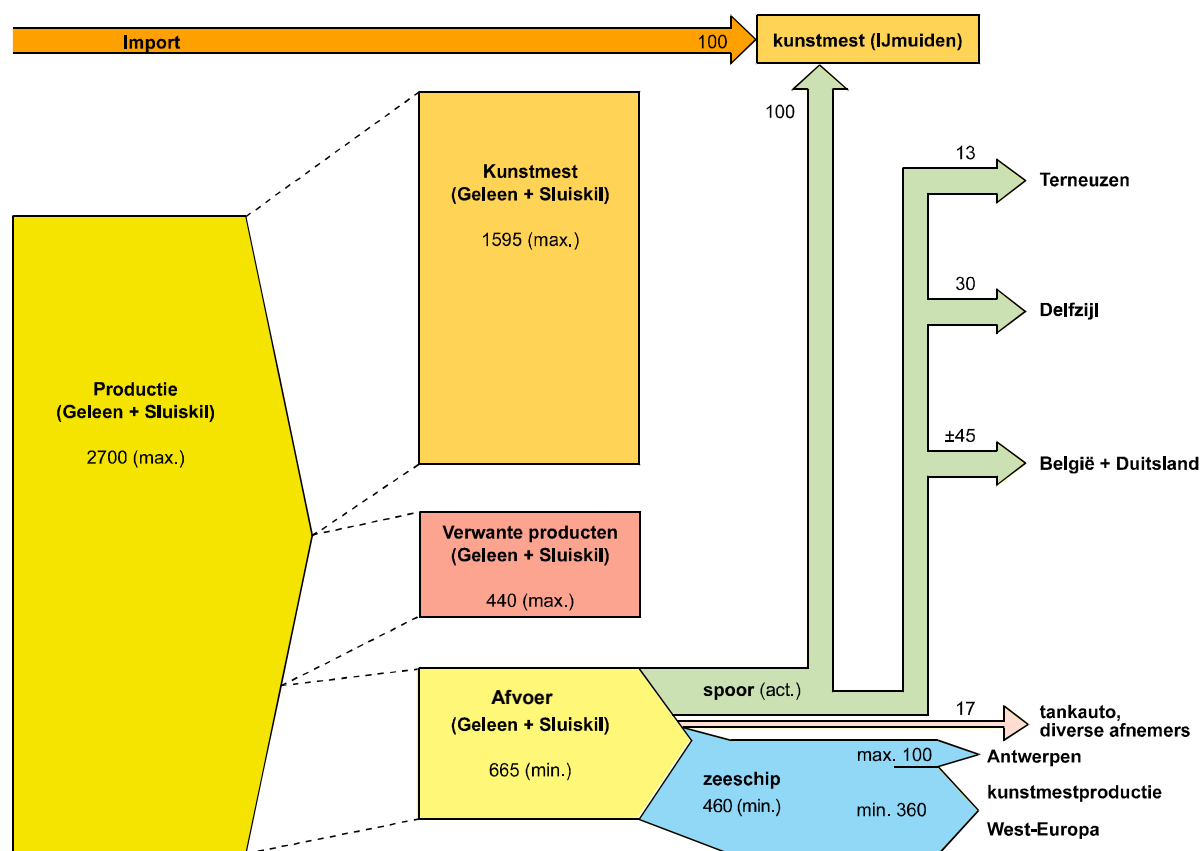 Import
100
kunstmest (IJmuiden)
100
Kunstmest
(Geleen + Sluiskil)
1595 (max.)
13
Terneuzen
30
Delfzijl
Productie
(Geleen + Sluiskil)
2700 (max.)
±45
België + Duitsland
Verwante producten
(Geleen + Sluiskil)
440 (max.)
Afvoer
(Geleen + Sluiskil)
665 (min.)
spoor (act.)
17
tankauto,
diverse afnemers
zeeschip
460 (min.)
max. 100
Antwerpen
min. 360
kunstmestproductie
West-Europa